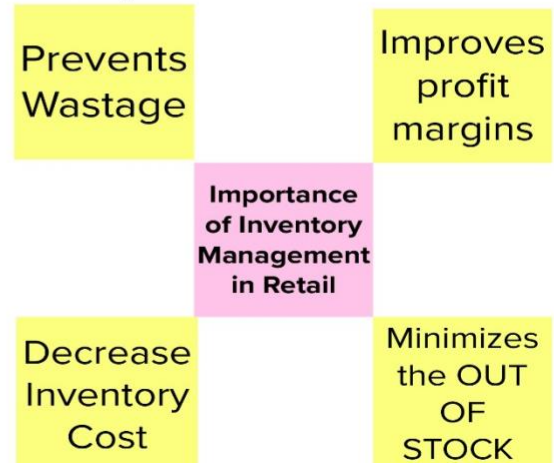 Prevents
Wastage
Improves
profit
margins
Importance
of Inventory
Management
in Retail
Decrease
Inventory
Cost
Minimizes
the OUT
OF
STOCK